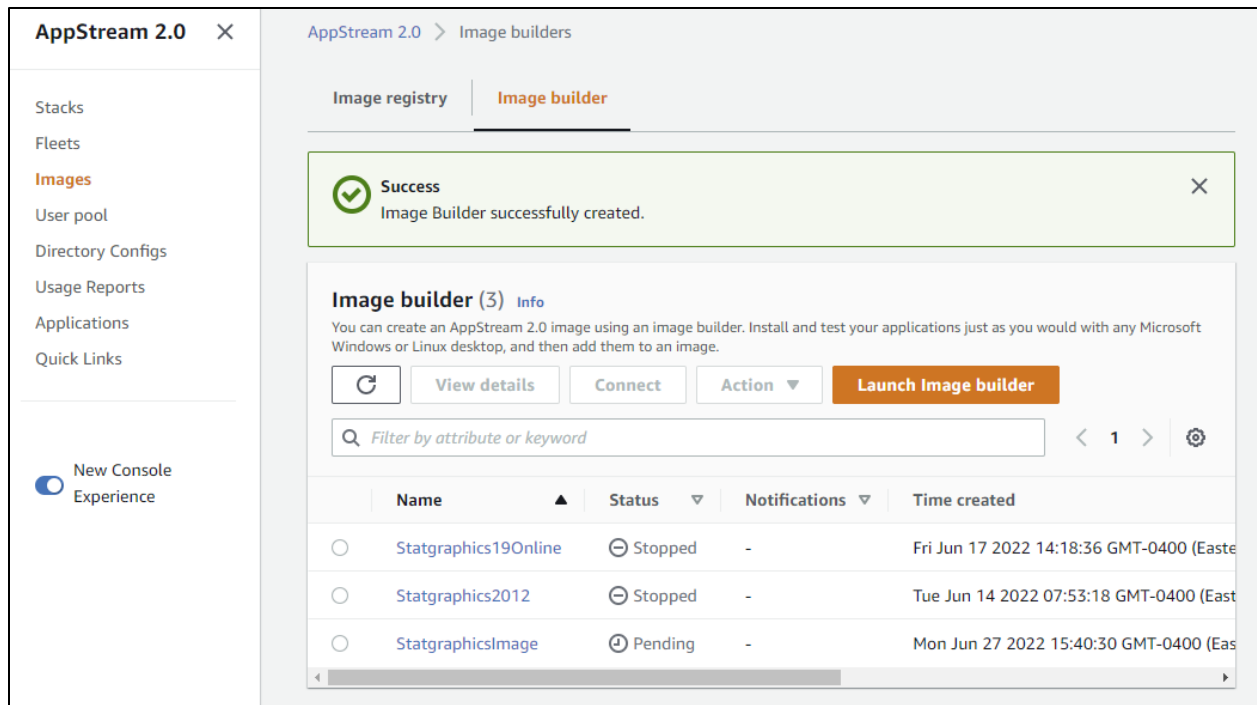 AppStream 2.0
Stacks
Fleets
Images
User pool
Directory Configs
Usage Reports
Applications
Quick Links
New Console
Experience
AppStream 2.0 > Image builders
Image registry Image builder
Success
Image Builder successfully created.
Image builder (3) Info
You can create an AppStream 2.0 image using an image builder. Install and test your applications just as you would with any Microsoft
Windows or Linux desktop, and then add them to an image.
View details Connect Action Launch Image builder
Filter by attribute or keyword
1
Name Status Notifications Time created
Statgraphics19Online Stopped - Fri Jun 17 2022 14:18:36 GMT-0400 (Easte
Statgraphics2012 Stopped - Tue Jun 14 2022 07:53:18 GMT-0400 (East
StatgraphicsImage Pending - Mon Jun 27 2022 15:40:30 GMT-0400 (Eas